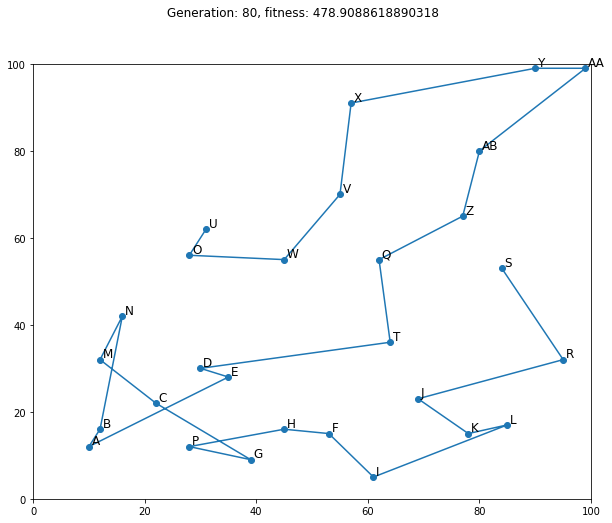 Generation: 80, fitness: 478.9088618890318
100
Y
AA
X
80
AB
V
Z
U
60
O
W
Q
S
N
40
T
M
D
R
E
C
J
20
B
H
L
A
P
F
K
G
I
0
0
20
40
60
80
100